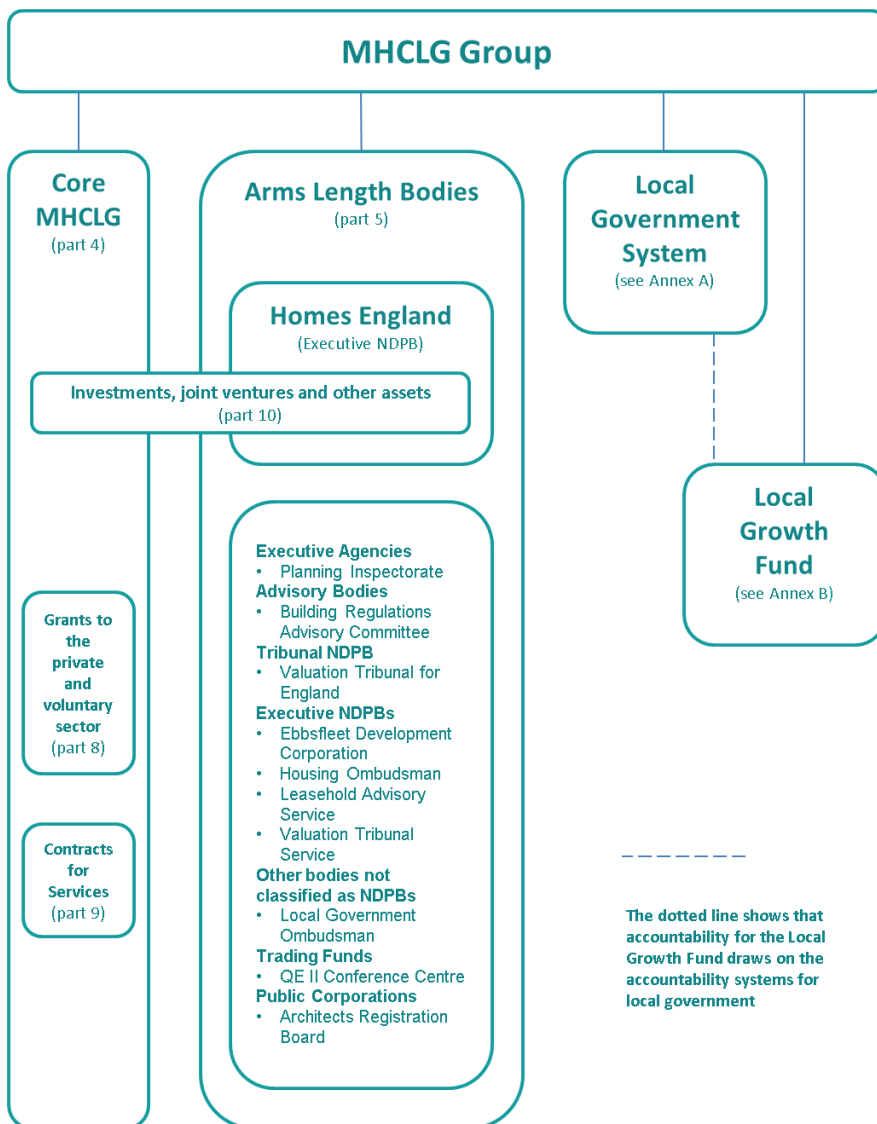 MHCLG Group
Core
MHCLG
(part 4)
Arms Length Bodies
(part 5)
Homes England
(Executive NDPB)
Investments, joint ventures and other assets
(part 10)
Grants to
the
private
and
voluntary
sector
(part 8)
Contracts
for
Services
(part 9)
Executive Agencies
• Planning Inspectorate
Advisory Bodies
• Building Regulations
Advisory Committee
Tribunal NDPB
• Valuation Tribunal for
England
Executive NDPBs
• Ebbsfleet Development
Corporation
• Housing Ombudsman
• Leasehold Advisory
Service
• Valuation Tribunal
Service
Other bodies not
classified as NDPBs
• Local Government
Ombudsman
Trading Funds
• QE II Conference Centre
Public Corporations
• Architects Registration
Board
Local
Government
System
(see Annex A)
Local
Growth
Fund
(see Annex B)
The dotted line shows that
accountability for the Local
Growth Fund draws on the
accountability systems for
local government